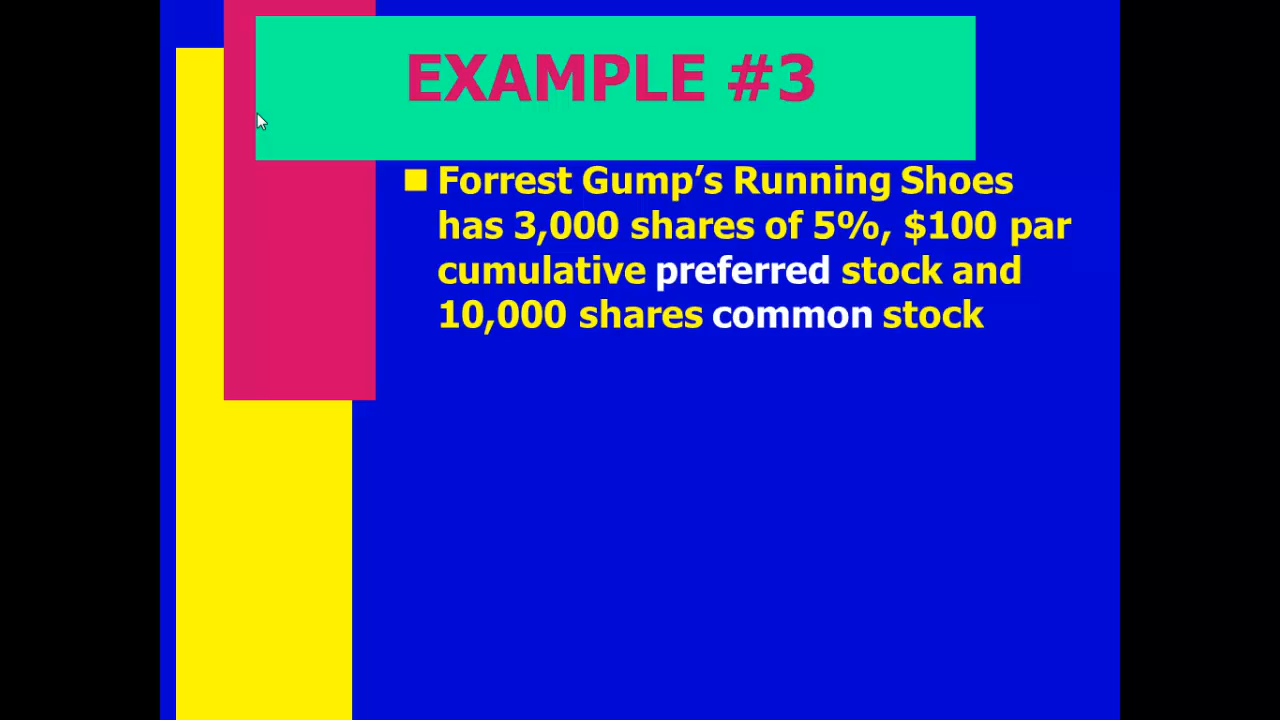 EXAMPLE #3
Forrest Gump’s Running Shoes
has 3,000 shares of 5%, $100 par
cumulative preferred stock and
10,000 shares common stock